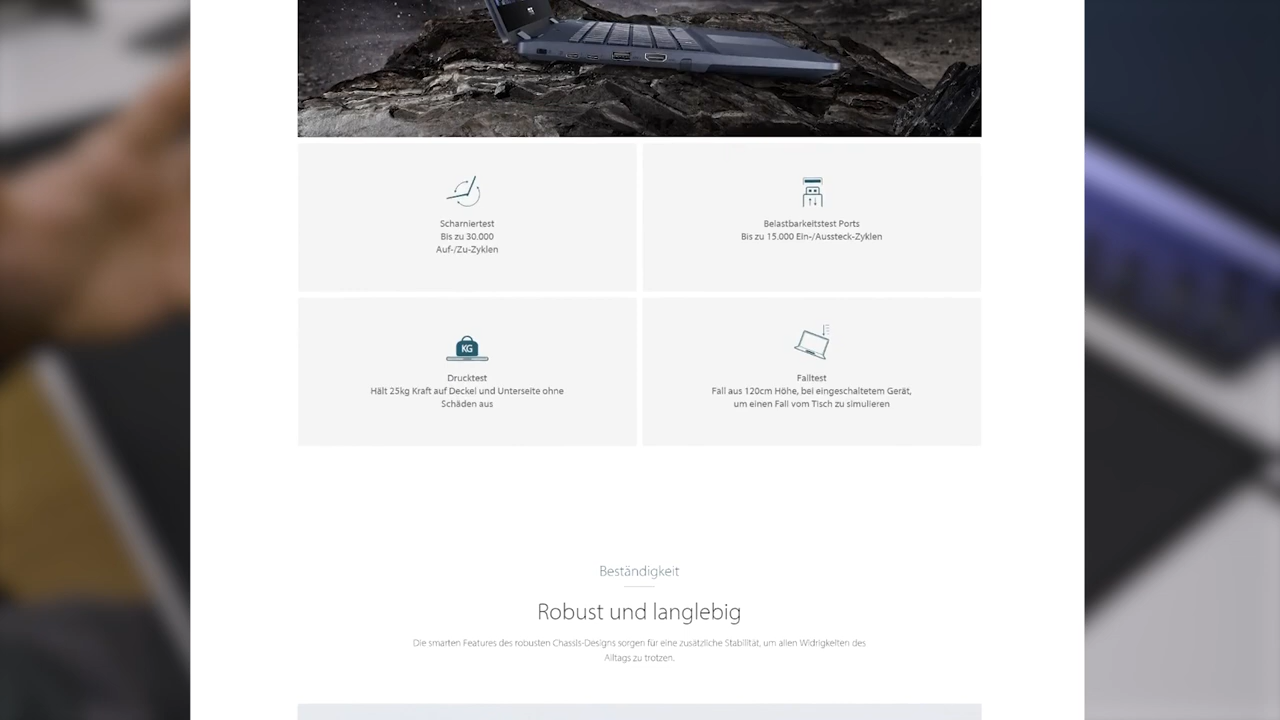 Scharniertest
Bis zu 30.000
Auf-/Zu-Zyklen
Belastbarkeitstest Ports
Bis zu 15.000 Ein-/Aussteck-Zyklen
KG
Drucktest
Hält 25kg Kraft auf Deckel und Unterseite ohne
Schäden aus
Falltest
Fall aus 120cm Höhe, bei eingeschaltetem Gerät,
um einen Fall vom Tisch zu simulieren
Beständigkeit
Robust und langlebig
Die smarten Features des robusten Chassis-Designs sorgen für eine zusätzliche Stabilität, um allen Widrigkeiten des
Alltags zu trotzen.